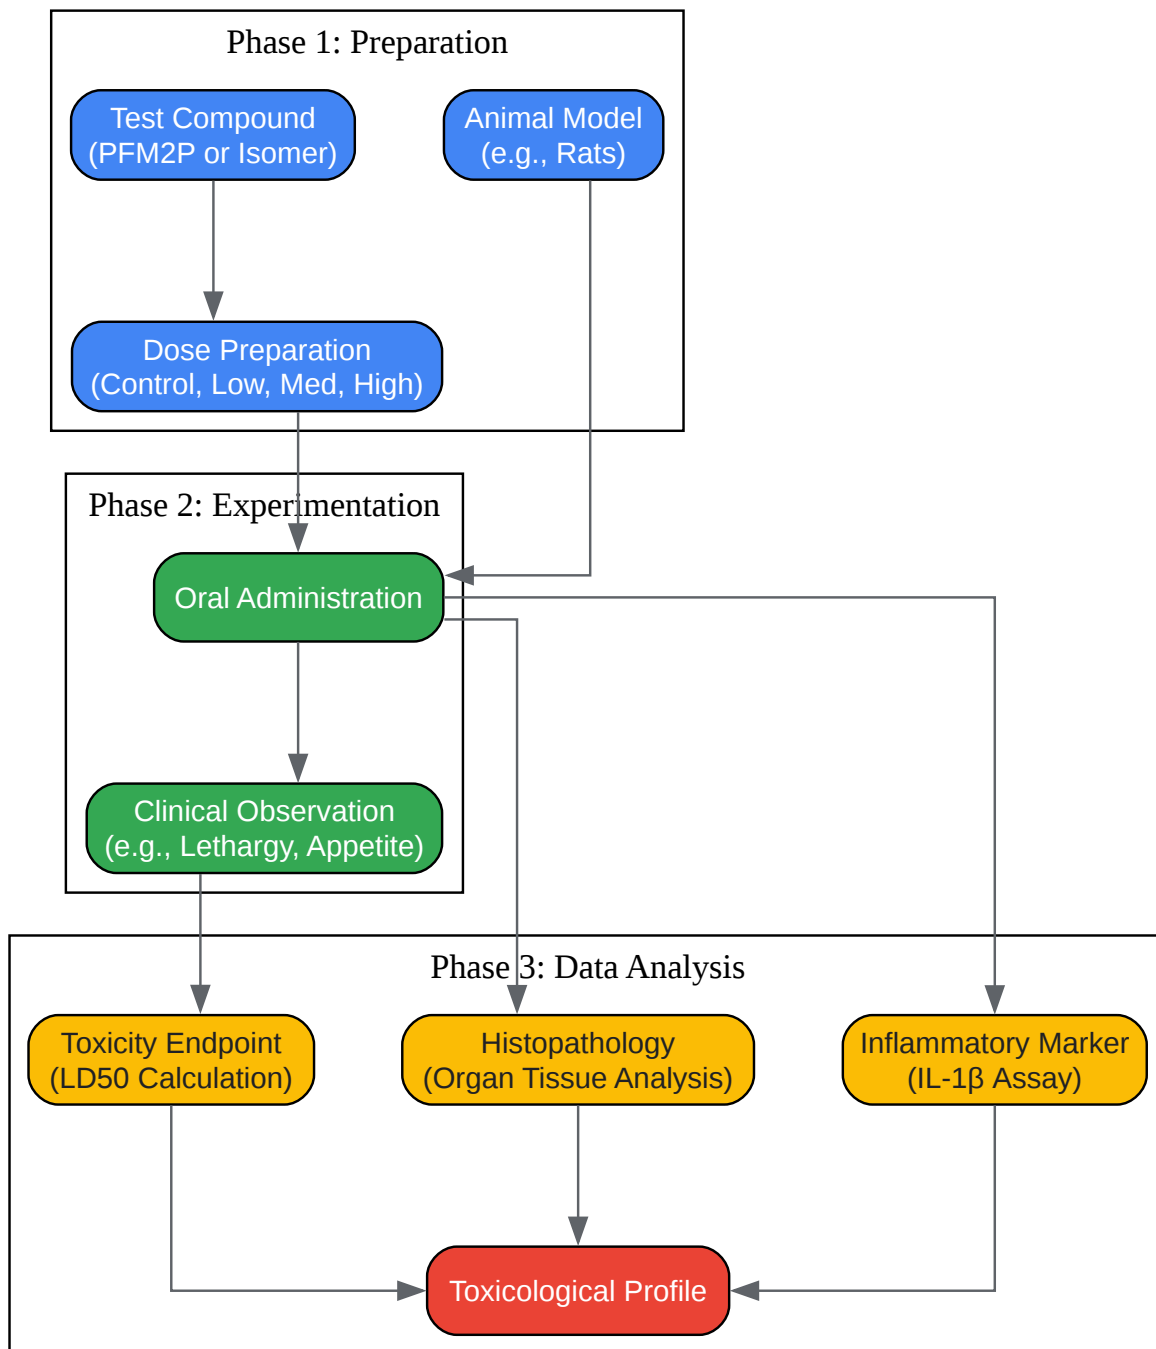 Phase 1: Preparation
Test Compound
(PFM2P or Isomer)
Animal Model
(e.g., Rats)
Dose Preparation
(Control, Low, Med, High)
Phase 2: Experimentation
Oral Administration
Clinical Observation
(e.g., Lethargy, Appetite)
Phase 3: Data Analysis
Toxicity Endpoint
(LD50 Calculation)
Histopathology
(Organ Tissue Analysis)
Inflammatory Marker
(IL-1β Assay)
Toxicological Profile